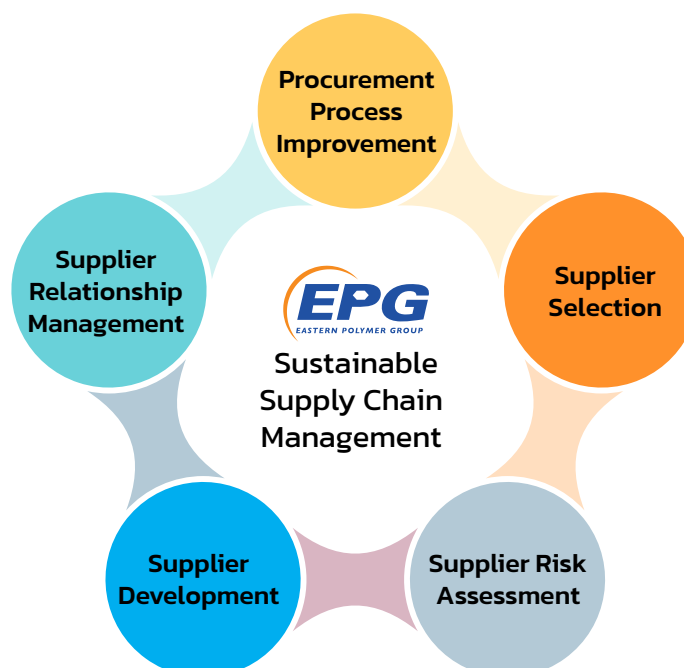 Procurement
Process
Improvement
Supplier
Relationship
Management
Supplier
Selection
EPG
EASTERN POLYMER GROUP
Sustainable
Supply Chain
Management
Supplier
Development
Supplier Risk
Assessment